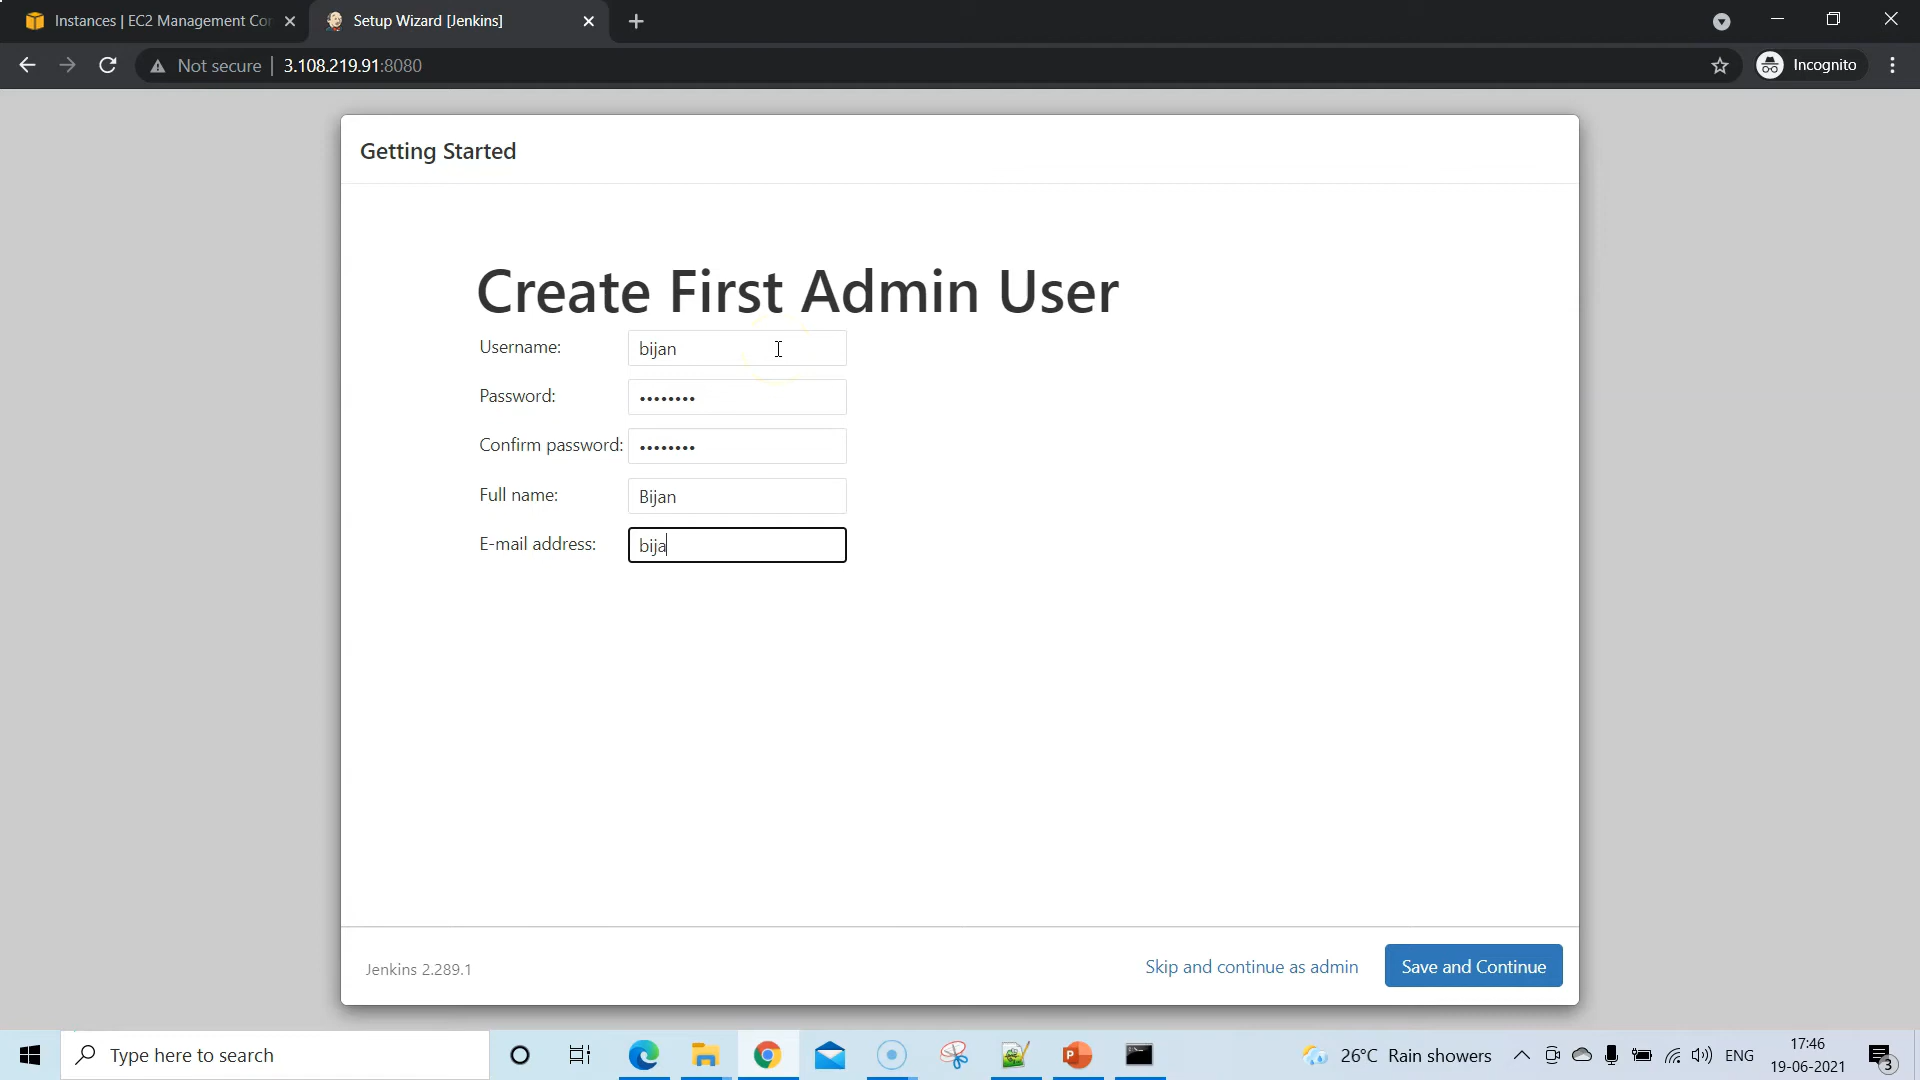 Instances | EC2 Management Co
Setup Wizard [Jenkins]
Not secure
3.108.219.91:8080
Incognito
Getting Started
Create First Admin User
Username:
bijan
Password:
••••••••
Confirm password:
••••••••
Full name:
Bijan
E-mail address:
bija
Jenkins 2.289.1
Skip and continue as admin
Save and Continue
Type here to search
26°C Rain showers
ENG
17:46
19-06-2021
3